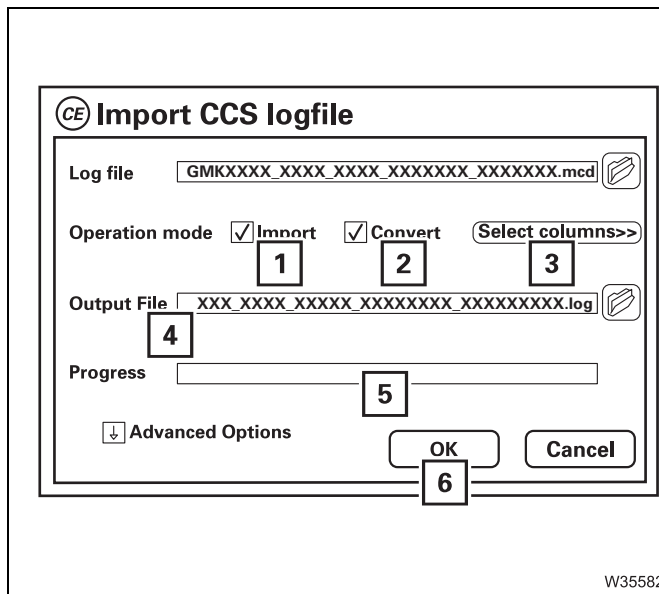 CE Import CCS logfile
Log file GMKXXXX_XXXX_XXXX_XXXXXXX_XXXXXXX.mcd
Operation mode Import Convert Select columns>>
1 2 3
Output File XXX_XXXX_XXXXX_XXXXXXXX_XXXXXXXXX.log
4
Progress
5
Advanced Options
OK Cancel
6
W35582